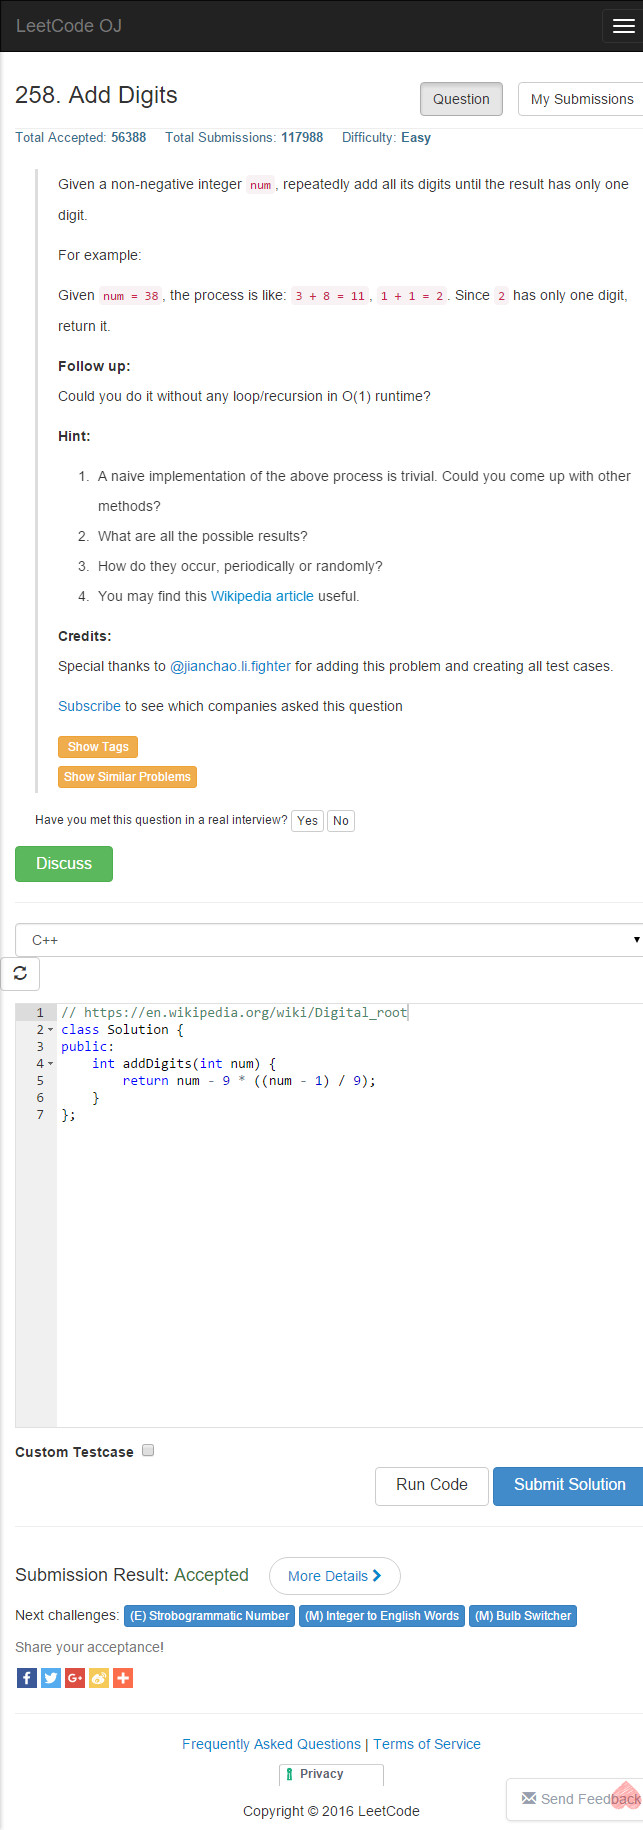 LeetCode OJ
258. Add Digits
Question
My Submissions
Total Accepted: 56388 Total Submissions: 117988 Difficulty: Easy
Given a non-negative integer num, repeatedly add all its digits until the result has only one
digit.
For example:
Given num = 38, the process is like: 3 + 8 = 11, 1 + 1 = 2. Since 2 has only one digit,
return it.
Follow up:
Could you do it without any loop/recursion in O(1) runtime?
Hint:
1. A naive implementation of the above process is trivial. Could you come up with other
methods?
2. What are all the possible results?
3. How do they occur, periodically or randomly?
4. You may find this Wikipedia article useful.
Credits:
Special thanks to @jianchao.li.fighter for adding this problem and creating all test cases.
Subscribe to see which companies asked this question
Show Tags
Show Similar Problems
Have you met this question in a real interview? Yes No
Discuss
C++
1 // https://en.wikipedia.org/wiki/Digital_root
2 class Solution {
3 public:
4     int addDigits(int num) {
5         return num - 9 * ((num - 1) / 9);
6     }
7 };
Custom Testcase
Run Code
Submit Solution
Submission Result: Accepted
More Details
Next challenges: (E) Strobogrammatic Number (M) Integer to English Words (M) Bulb Switcher
Share your acceptance!
Frequently Asked Questions | Terms of Service
Privacy
Send Feedback
Copyright © 2016 LeetCode